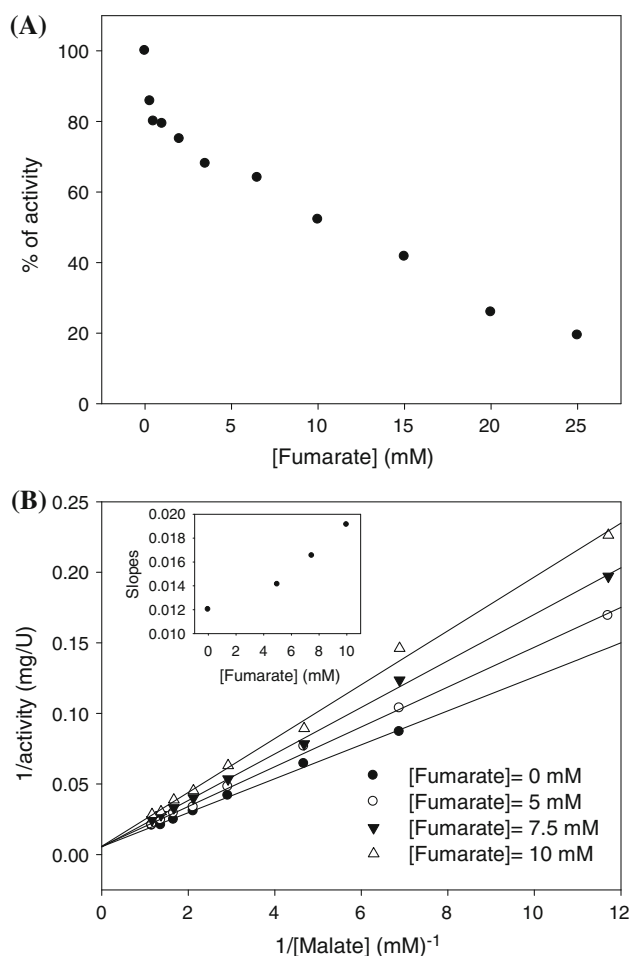 (A)
100
80
60
40
20
0
% of activity
0 5 10 15 20 25
[Fumarate] (mM)
(B)
0.25
0.20
0.15
0.10
0.05
0.00
1/activity (mg/U)
0.020
0.018
0.016
0.014
0.012
0.010
Slopes
0 2 4 6 8 10
[Fumarate] (mM)
[Fumarate]= 0 mM
[Fumarate]= 5 mM
[Fumarate]= 7.5 mM
[Fumarate]= 10 mM
0 2 4 6 8 10 12
1/[Malate] (mM)-1